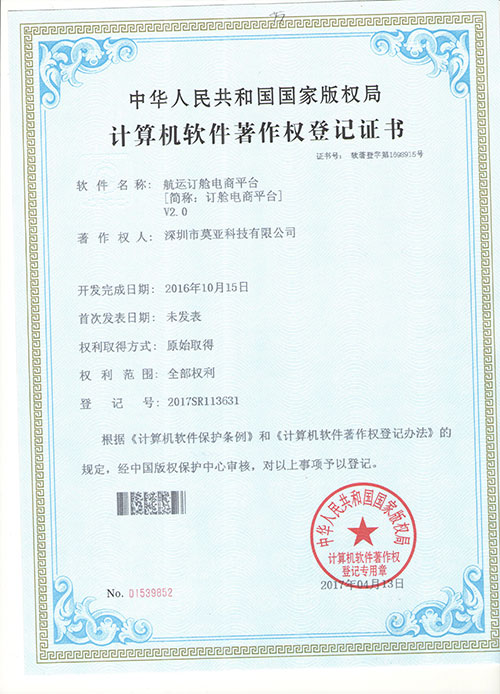 中华人民共和国国家版权局
计算机软件著作权登记证书
证书号: 软著登字第1698915号
软件名称: 航运订舱电商平台
[简称: 订舱电商平台]
V2.0
著作权人: 深圳市莫亚科技有限公司
开发完成日期: 2016年10月15日
首次发表日期: 未发表
权利取得方式: 原始取得
权利范围: 全部权利
登记号: 2017SR113631
根据《计算机软件保护条例》和《计算机软件著作权登记办法》的
规定, 经中国版权保护中心审核, 对以上事项予以登记。
中华人民共和国国家版权局
计算机软件著作权
登记专用章
2017年04月13日
No. 01539852